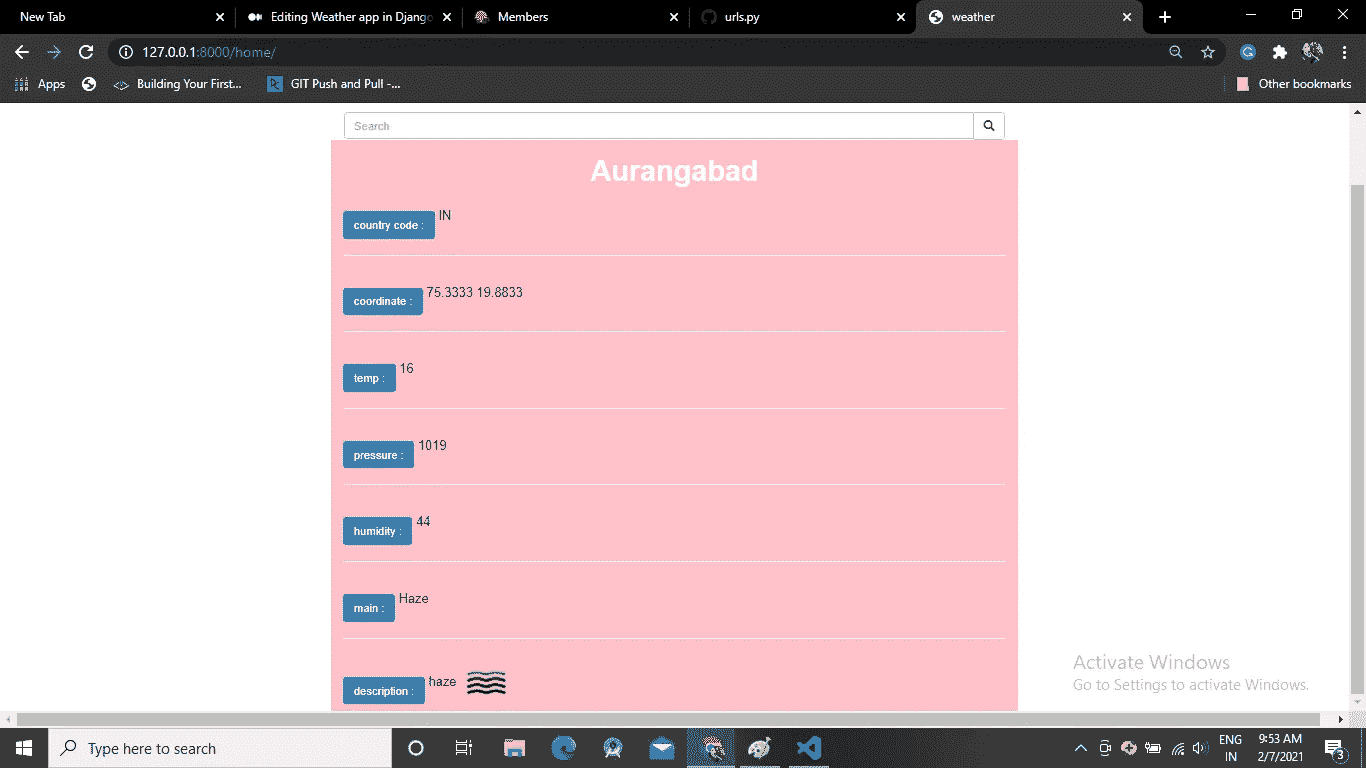 New Tab
Editing Weather app in Django
Members
urls.py
weather
127.0.0.1:8000/home/
Apps
Building Your First...
GIT Push and Pull -...
Other bookmarks
Search
Aurangabad
country code : IN
coordinate : 75.3333 19.8833
temp : 16
pressure : 1019
humidity : 44
main : Haze
description : haze
Activate Windows
Go to Settings to activate Windows.
Type here to search
ENG
IN
9:53 AM
2/7/2021
3